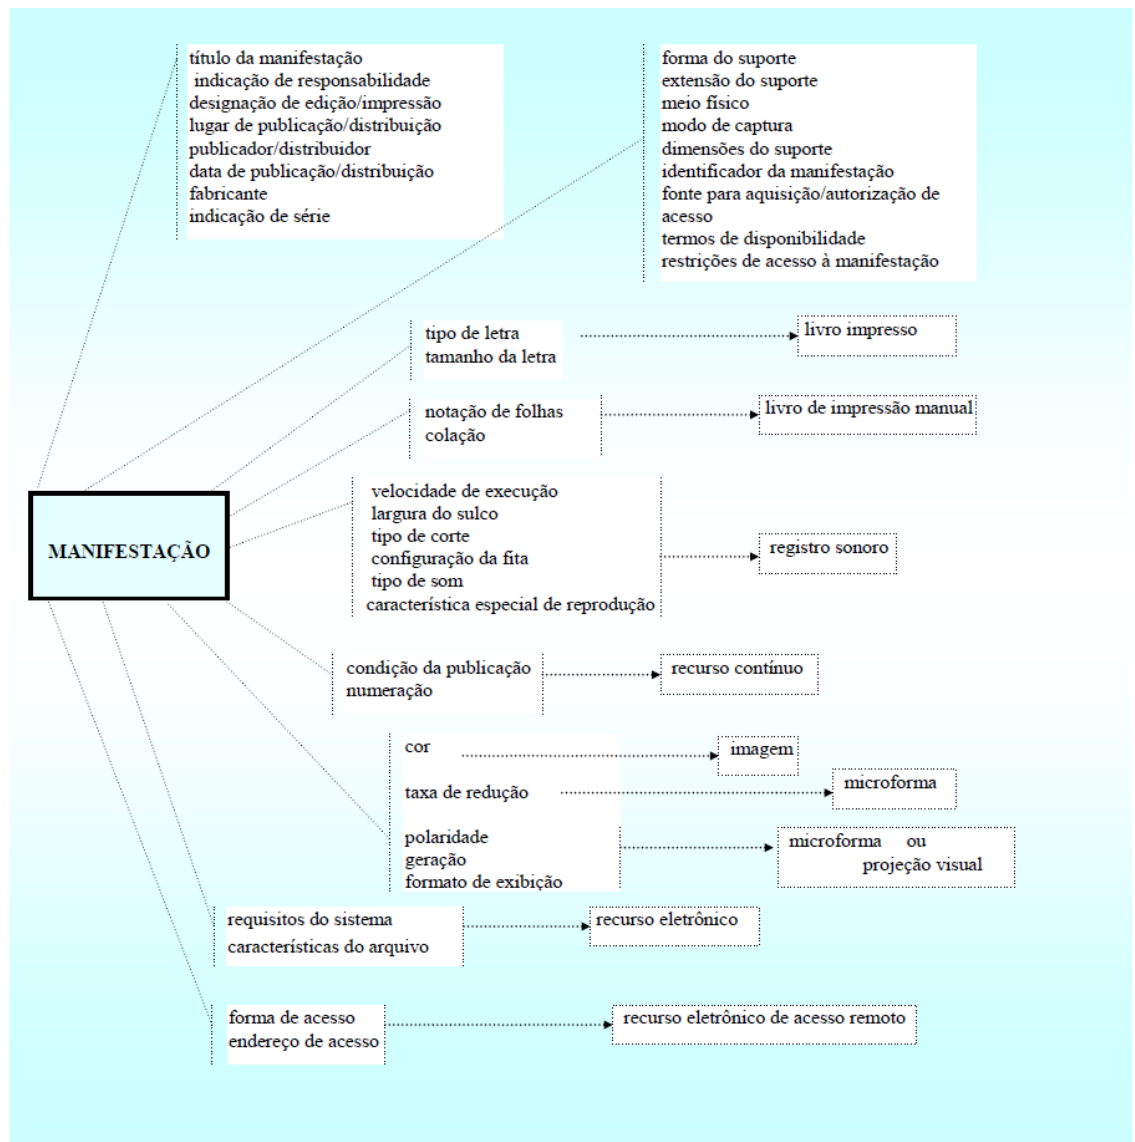 título da manifestação
indicação de responsabilidade
designação de edição/impressão
lugar de publicação/distribuição
publicador/distribuidor
data de publicação/distribuição
fabricante
indicação de série
forma do suporte
extensão do suporte
meio físico
modo de captura
dimensões do suporte
identificador da manifestação
fonte para aquisição/autorização de
acesso
termos de disponibilidade
restrições de acesso à manifestação
tipo de letra
tamanho da letra
livro impresso
notação de folhas
colação
livro de impressão manual
MANIFESTAÇÃO
velocidade de execução
largura do sulco
tipo de corte
configuração da fita
tipo de som
característica especial de reprodução
registro sonoro
condição da publicação
numeração
recurso contínuo
cor
imagem
taxa de redução
microforma
polaridade
geração
formato de exibição
microforma ou
projeção visual
requisitos do sistema
características do arquivo
recurso eletrônico
forma de acesso
endereço de acesso
recurso eletrônico de acesso remoto